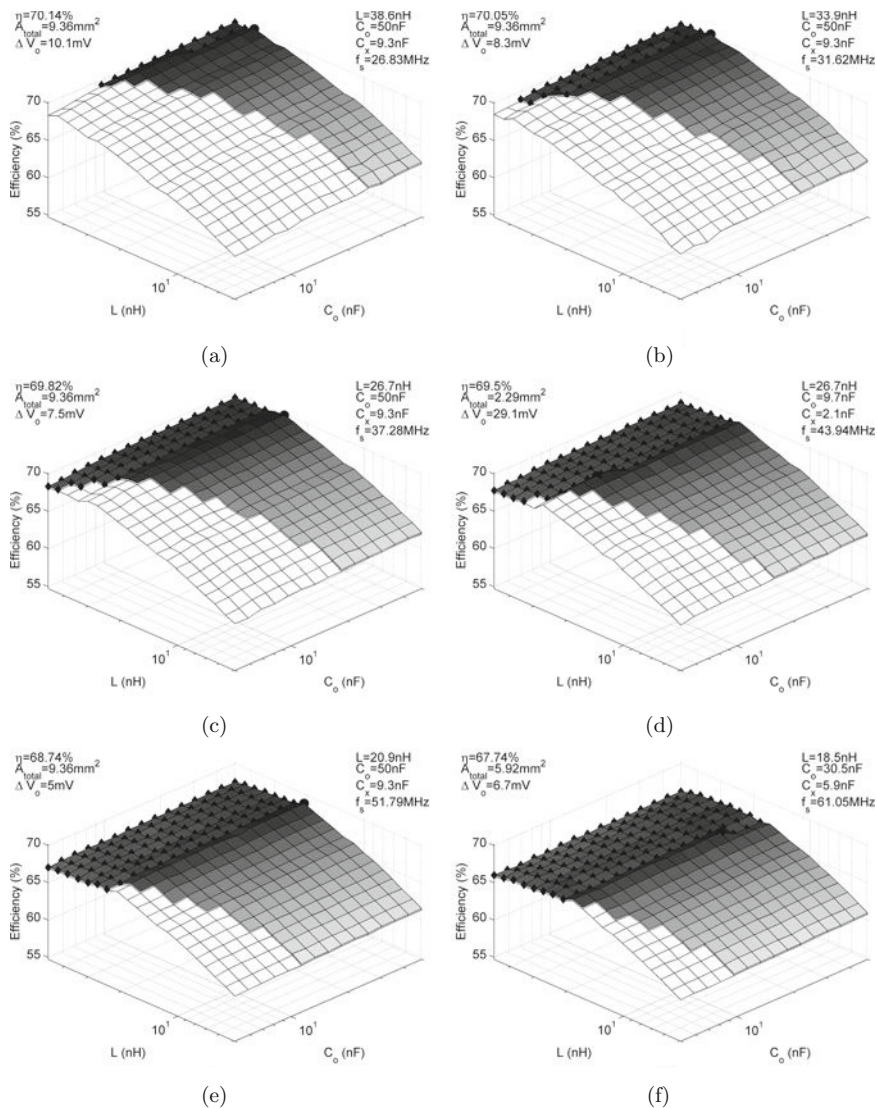 η=70.14%
A_total=9.36mm²
Δ V_o=10.1mV
L=38.6nH
C_o=50nF
C_x=9.3nF
f_s=26.83MHz
70
65
60
55
Efficiency (%)
10¹
10¹
L (nH)
C_o (nF)
(a)
η=70.05%
A_total=9.36mm²
Δ V_o=8.3mV
L=33.9nH
C_o=50nF
C_x=9.3nF
f_s=31.62MHz
70
65
60
55
Efficiency (%)
10¹
10¹
L (nH)
C_o (nF)
(b)
η=69.82%
A_total=9.36mm²
Δ V_o=7.5mV
L=26.7nH
C_o=50nF
C_x=9.3nF
f_s=37.28MHz
70
65
60
55
Efficiency (%)
10¹
10¹
L (nH)
C_o (nF)
(c)
η=69.5%
A_total=2.29mm²
Δ V_o=29.1mV
L=26.7nH
C_o=9.7nF
C_x=2.1nF
f_s=43.94MHz
70
65
60
55
Efficiency (%)
10¹
10¹
L (nH)
C_o (nF)
(d)
η=68.74%
A_total=9.36mm²
Δ V_o=5mV
L=20.9nH
C_o=50nF
C_x=9.3nF
f_s=51.79MHz
70
65
60
55
Efficiency (%)
10¹
10¹
L (nH)
C_o (nF)
(e)
η=67.74%
A_total=5.92mm²
Δ V_o=6.7mV
L=18.5nH
C_o=30.5nF
C_x=5.9nF
f_s=61.05MHz
70
65
60
55
Efficiency (%)
10¹
10¹
L (nH)
C_o (nF)
(f)